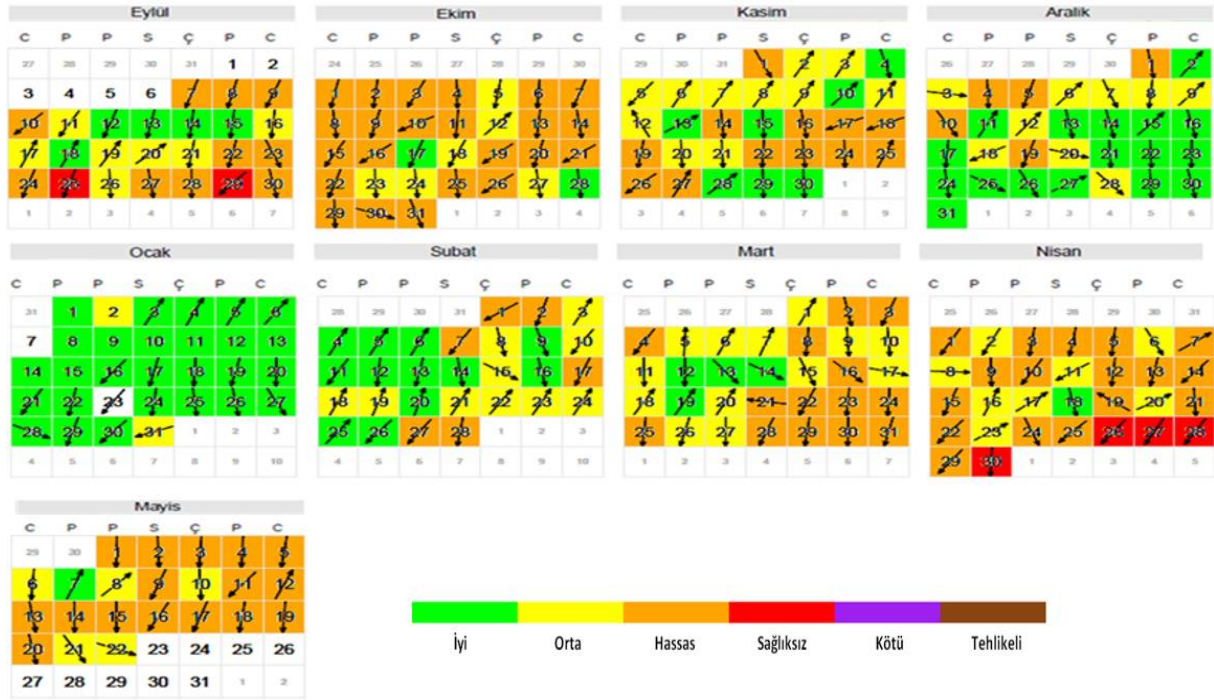 Eylül
C P P S Ç P C
27 28 29 30 31 1 2
3 4 5 6 7 8 9
10 11 12 13 14 15 16
17 18 19 20 21 22 23
24 25 26 27 28 29 30
1 2 3 4 5 6 7
Ekim
C P P S Ç P C
24 25 26 27 28 29 30
1 2 3 4 5 6 7
8 9 10 11 12 13 14
15 16 17 18 19 20 21
22 23 24 25 26 27 28
29 30 31 1 2 3 4
Kasim
C P P S Ç P C
29 30 31 1 2 3 4
5 6 7 8 9 10 11
12 13 14 15 16 17 18
19 20 21 22 23 24 25
26 27 28 29 30 1 2
3 4 5 6 7 8 9
Aralik
C P P S Ç P C
26 27 28 29 30 1 2
3 4 5 6 7 8 9
10 11 12 13 14 15 16
17 18 19 20 21 22 23
24 25 26 27 28 29 30
31 1 2 3 4 5 6
Ocak
C P P S Ç P C
31 1 2 3 4 5 6
7 8 9 10 11 12 13
14 15 16 17 18 19 20
21 22 23 24 25 26 27
28 29 30 31 1 2 3
4 5 6 7 8 9 10
Subat
C P P S Ç P C
28 29 30 31 1 2 3
4 5 6 7 8 9 10
11 12 13 14 15 16 17
18 19 20 21 22 23 24
25 26 27 28 1 2 3
4 5 6 7 8 9 10
Mart
C P P S Ç P C
25 26 27 28 1 2 3
4 5 6 7 8 9 10
11 12 13 14 15 16 17
18 19 20 21 22 23 24
25 26 27 28 29 30 31
1 2 3 4 5 6 7
Nisan
C P P S Ç P C
25 26 27 28 29 30 31
1 2 3 4 5 6 7
8 9 10 11 12 13 14
15 16 17 18 19 20 21
22 23 24 25 26 27 28
29 30 1 2 3 4 5
Mayis
C P P S Ç P C
29 30 1 2 3 4 5
6 7 8 9 10 11 12
13 14 15 16 17 18 19
20 21 22 23 24 25 26
27 28 29 30 31 1 2
İyi Orta Hassas Sağlıksız Kötü Tehlikeli